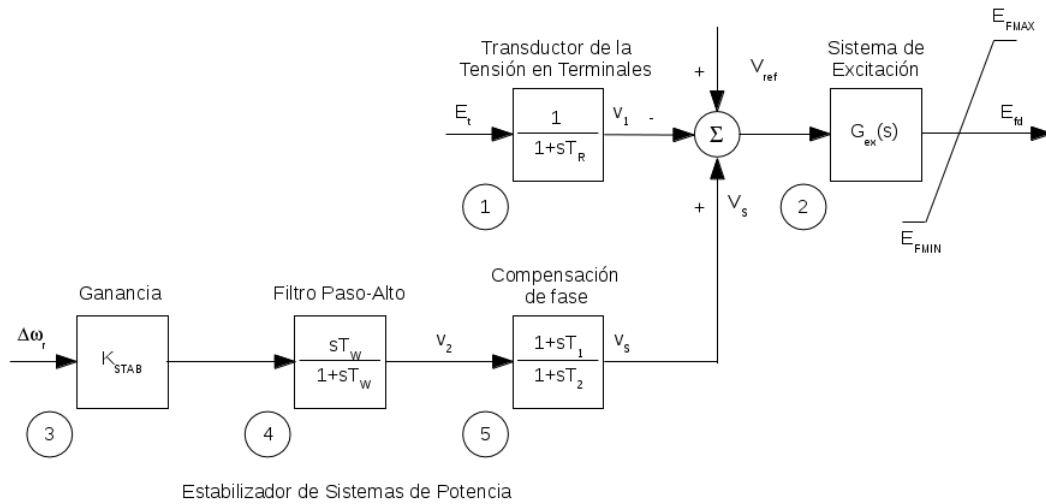 Transductor de la
Tensión en Terminales
E_t
1
1+sT_R
v_1
-
+
V_ref
Σ
Sistema de
Excitación
G_ex(s)
E_FMAX
E_fd
E_FMIN
1
2
+
V_s
Ganancia
Δω_r
K_STAB
Filtro Paso-Alto
sT_W
1+sT_W
v_2
Compensación
de fase
1+sT_1
1+sT_2
v_s
3
4
5
Estabilizador de Sistemas de Potencia